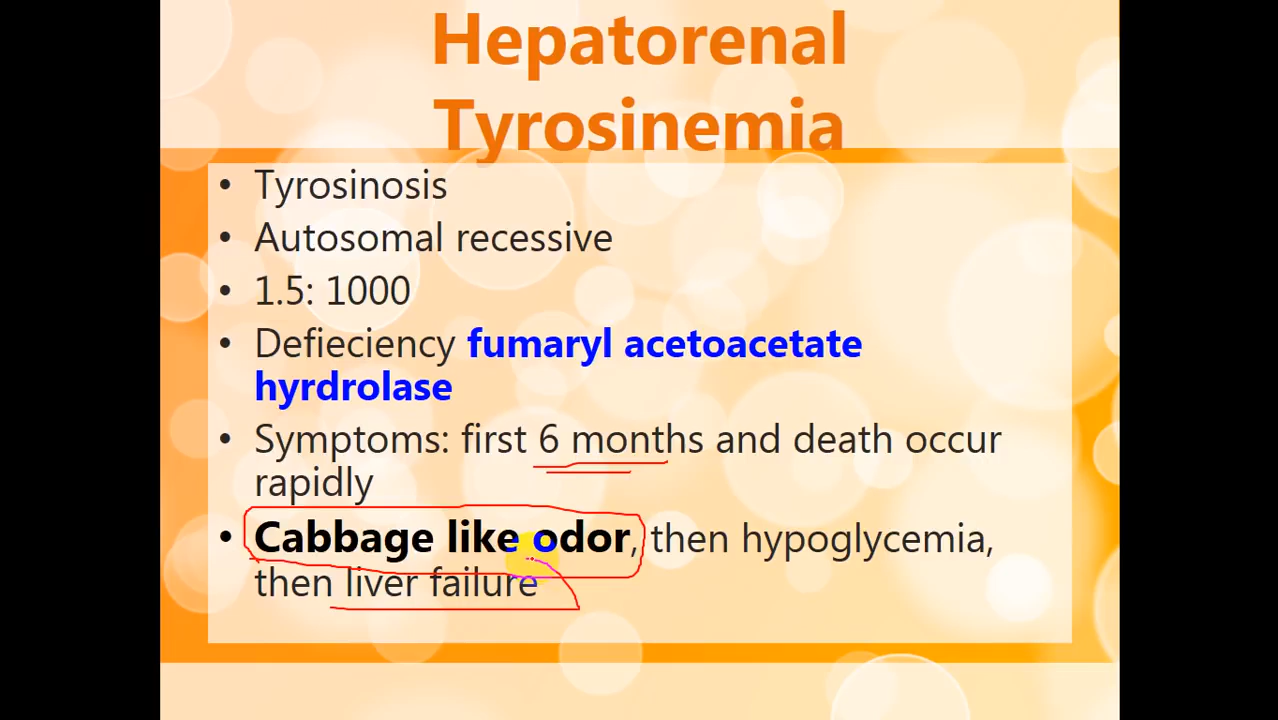 Hepatorenal
Tyrosinemia
• Tyrosinosis
• Autosomal recessive
• 1.5: 1000
• Defieciency fumaryl acetoacetate
hyrdrolase
• Symptoms: first 6 months and death occur
rapidly
• Cabbage like odor, then hypoglycemia,
then liver failure